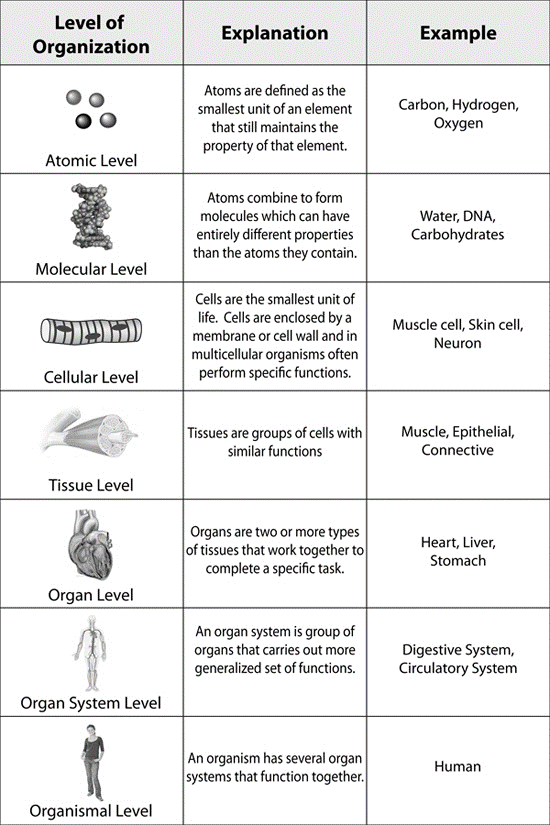 Level of
Organization
Explanation
Example
Atomic Level
Atoms are defined as the
smallest unit of an element
that still maintains the
property of that element.
Carbon, Hydrogen,
Oxygen
Molecular Level
Atoms combine to form
molecules which can have
entirely different properties
than the atoms they contain.
Water, DNA,
Carbohydrates
Cellular Level
Cells are the smallest unit of
life. Cells are enclosed by a
membrane or cell wall and in
multicellular organisms often
perform specific functions.
Muscle cell, Skin cell,
Neuron
Tissue Level
Tissues are groups of cells with
similar functions
Muscle, Epithelial,
Connective
Organ Level
Organs are two or more types
of tissues that work together to
complete a specific task.
Heart, Liver,
Stomach
Organ System Level
An organ system is group of
organs that carries out more
generalized set of functions.
Digestive System,
Circulatory System
Organismal Level
An organism has several organ
systems that function together.
Human